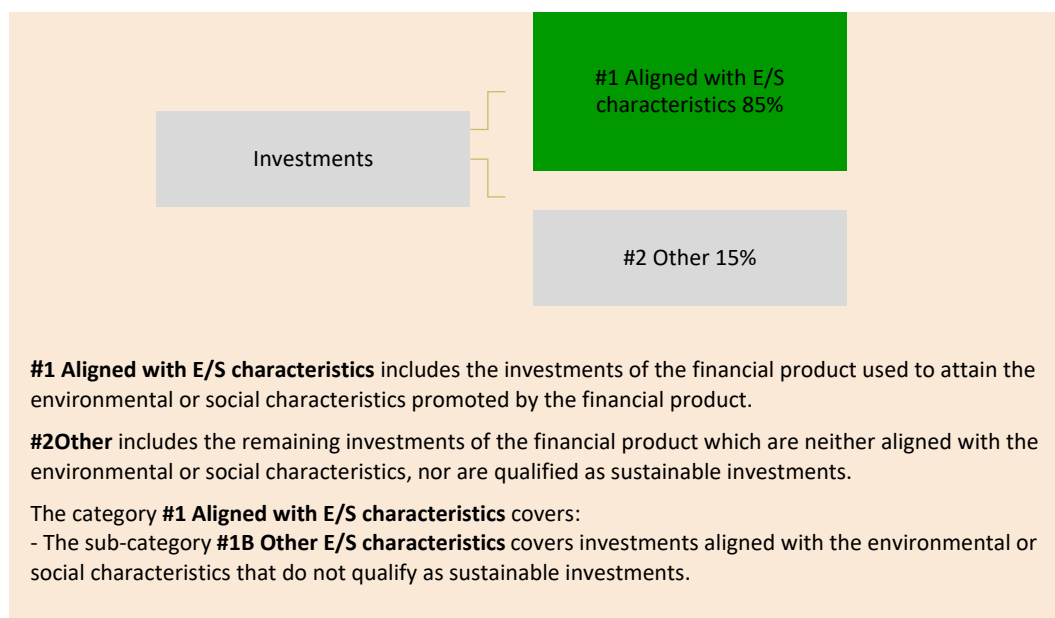 #1 Aligned with E/S
characteristics 85%
Investments
#2 Other 15%
#1 Aligned with E/S characteristics includes the investments of the financial product used to attain the
environmental or social characteristics promoted by the financial product.
#2Other includes the remaining investments of the financial product which are neither aligned with the
environmental or social characteristics, nor are qualified as sustainable investments.
The category #1 Aligned with E/S characteristics covers:
- The sub-category #1B Other E/S characteristics covers investments aligned with the environmental or
social characteristics that do not qualify as sustainable investments.